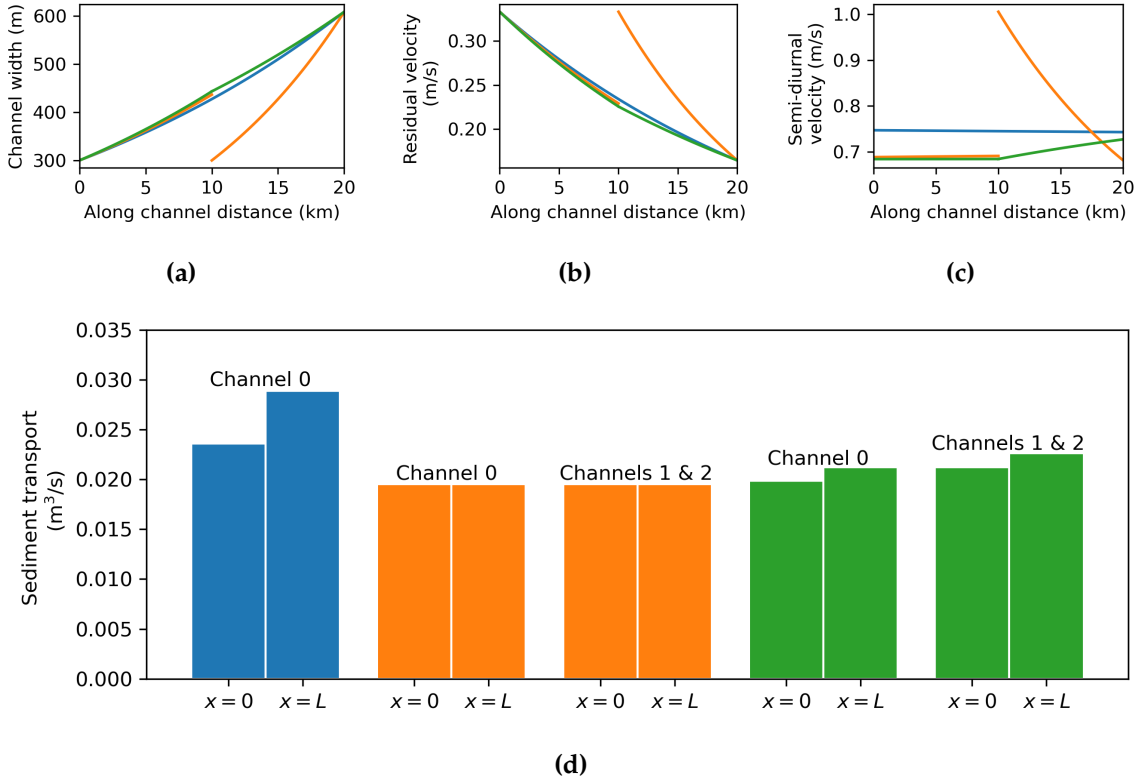 Channel width (m)
600
500
400
300
0 5 10 15 20
Along channel distance (km)
(a)
Residual velocity
(m/s)
0.30
0.20
0 5 10 15 20
Along channel distance (km)
(b)
Semi-diurnal
velocity (m/s)
1.0
0.9
0.8
0.7
0 5 10 15 20
Along channel distance (km)
(c)
Sediment transport
(m³/s)
0.035
0.030
0.025
0.020
0.015
0.010
0.005
0.000
Channel 0
Channel 0
Channels 1 & 2
Channel 0
Channels 1 & 2
x = 0 x = L x = 0 x = L x = 0 x = L x = 0 x = L x = 0 x = L
(d)